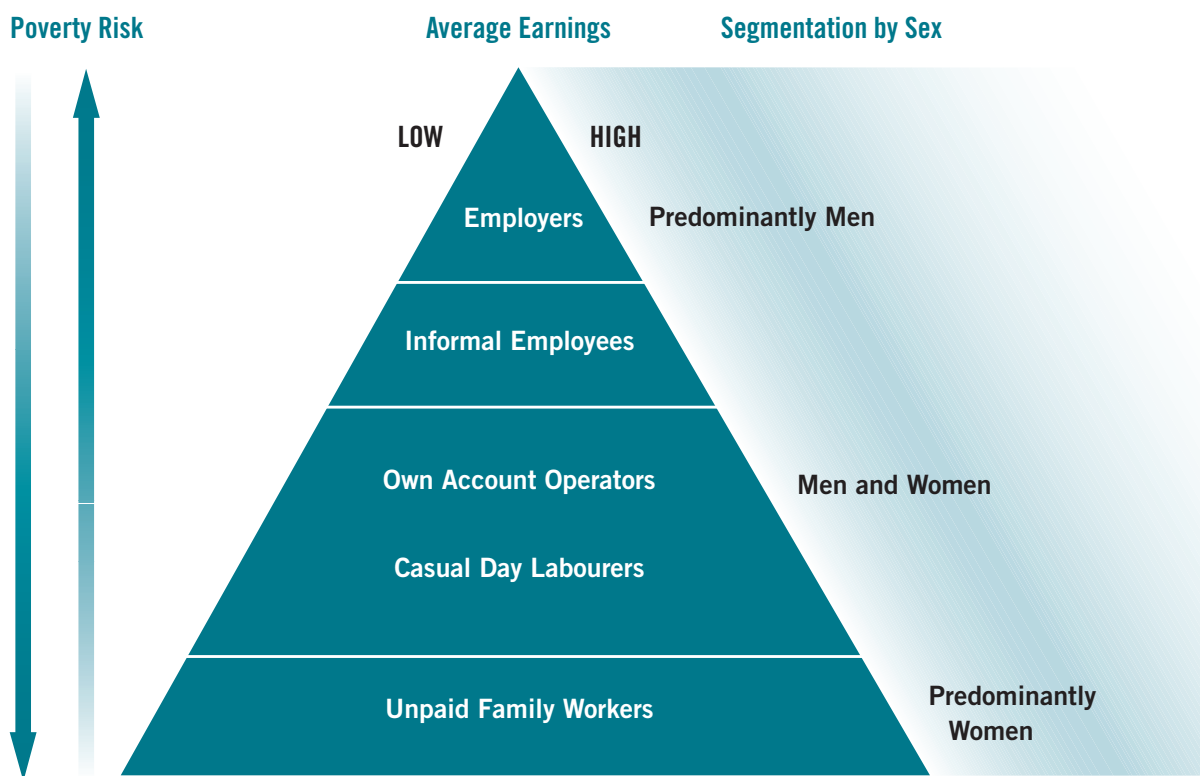 Poverty Risk
Average Earnings
Segmentation by Sex
LOW
HIGH
Employers
Predominantly Men
Informal Employees
Own Account Operators
Men and Women
Casual Day Labourers
Unpaid Family Workers
Predominantly
Women